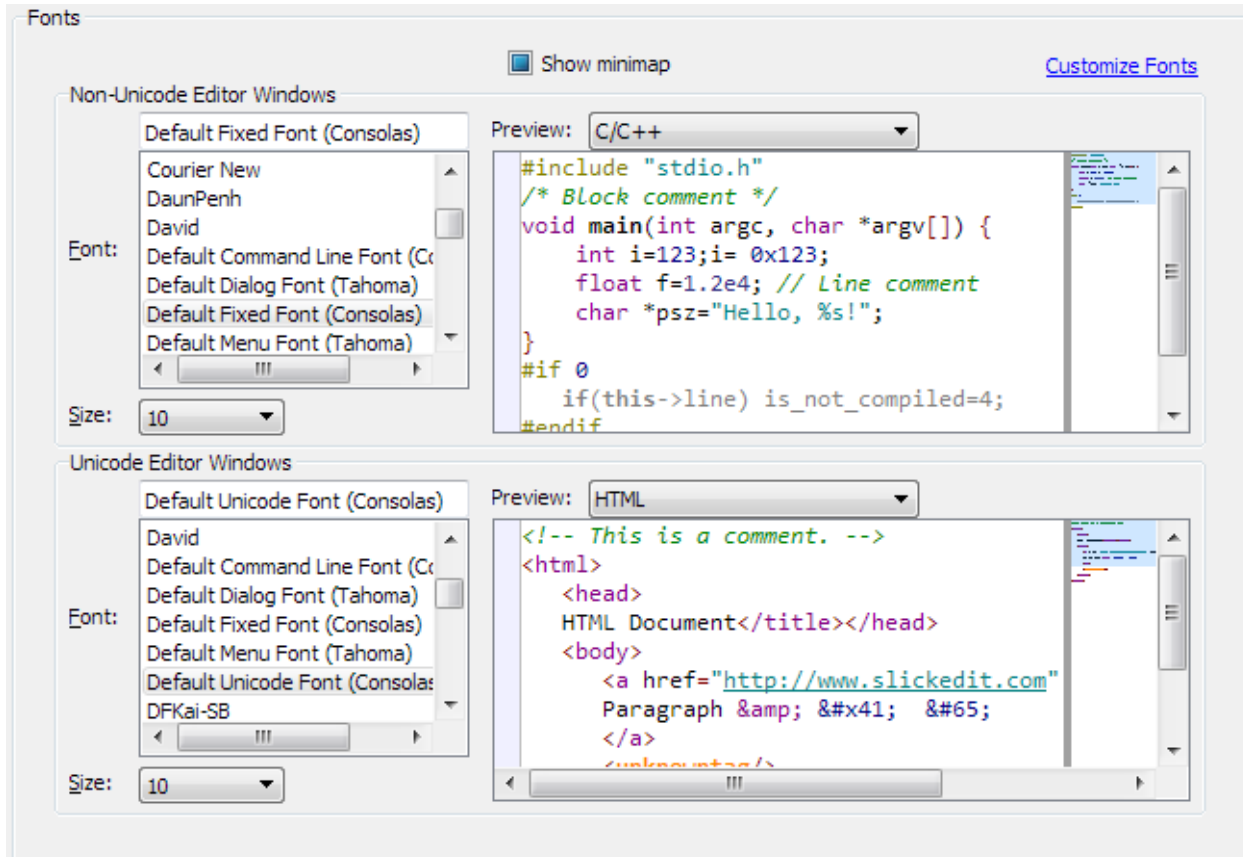 Fonts
Show minimap
Customize Fonts
Non-Unicode Editor Windows
Default Fixed Font (Consolas)
Preview:
C/C++
Font:
Courier New
DaunPenh
David
Default Command Line Font (Co
Default Dialog Font (Tahoma)
Default Fixed Font (Consolas)
Default Menu Font (Tahoma)
#include "stdio.h"
/* Block comment */
void main(int argc, char *argv[]) {
    int i=123;i= 0x123;
    float f=1.2e4; // Line comment
    char *psz="Hello, %s!";
}
#if 0
   if(this->line) is_not_compiled=4;
#endif
Size:
10
Unicode Editor Windows
Default Unicode Font (Consolas)
Preview:
HTML
Font:
David
Default Command Line Font (Co
Default Dialog Font (Tahoma)
Default Fixed Font (Consolas)
Default Menu Font (Tahoma)
Default Unicode Font (Consolas
DFKai-SB
<!-- This is a comment. -->
<html>
   <head>
   HTML Document</title></head>
   <body>
      <a href="http://www.slickedit.com"
      Paragraph &amp; &#x41;  &#65;
      </a>
      <unknowntag/>
Size:
10